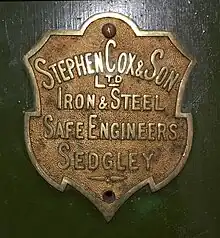 STEPHEN COX & SON
LTD
IRON & STEEL
SAFE ENGINEERS
SEDGLEY